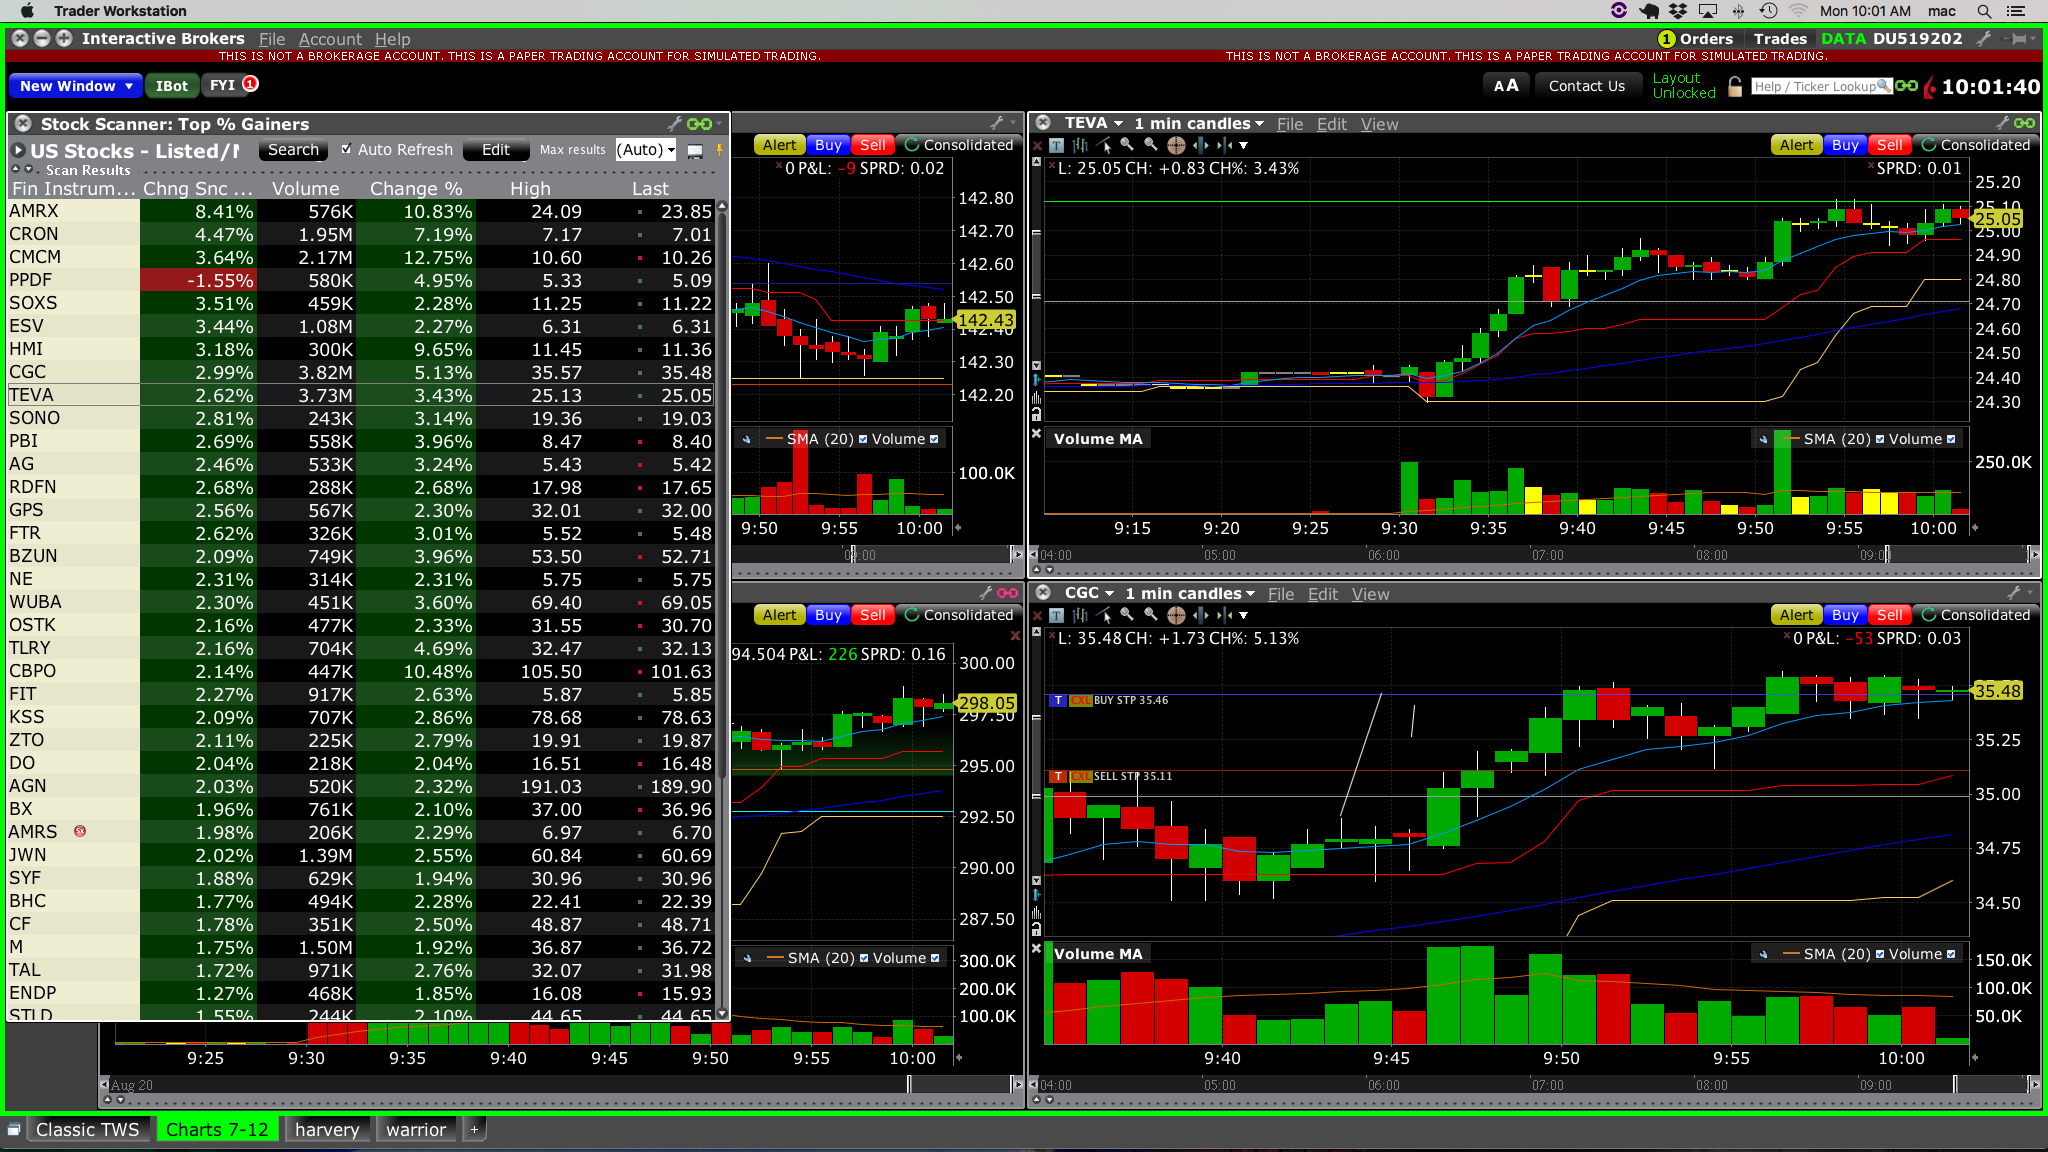 Trader Workstation
Mon 10:01 AM mac
Interactive Brokers File Account Help
1 Orders Trades DATA DU519202
THIS IS NOT A BROKERAGE ACCOUNT. THIS IS A PAPER TRADING ACCOUNT FOR SIMULATED TRADING.
THIS IS NOT A BROKERAGE ACCOUNT. THIS IS A PAPER TRADING ACCOUNT FOR SIMULATED TRADING.
New Window IBot FYI 1
AA Contact Us Layout Unlocked Help / Ticker Lookup 10:01:40
Stock Scanner: Top % Gainers
US Stocks - Listed/N Search Auto Refresh Edit Max results (Auto)
Scan Results
Fin Instrum... Chng Snc ... Volume Change % High Last
AMRX 8.41% 576K 10.83% 24.09 23.85
CRON 4.47% 1.95M 7.19% 7.17 7.01
CMCM 3.64% 2.17M 12.75% 10.60 10.26
PPDF -1.55% 580K 4.95% 5.33 5.09
SOXS 3.51% 459K 2.28% 11.25 11.22
ESV 3.44% 1.08M 2.27% 6.31 6.31
HMI 3.18% 300K 9.65% 11.45 11.36
CGC 2.99% 3.82M 5.13% 35.57 35.48
TEVA 2.62% 3.73M 3.43% 25.13 25.05
SONO 2.81% 243K 3.14% 19.36 19.03
PBI 2.69% 558K 3.96% 8.47 8.40
AG 2.46% 533K 3.24% 5.43 5.42
RDFN 2.68% 288K 2.68% 17.98 17.65
GPS 2.56% 567K 2.30% 32.01 32.00
FTR 2.62% 326K 3.01% 5.52 5.48
BZUN 2.09% 749K 3.96% 53.50 52.71
NE 2.31% 314K 2.31% 5.75 5.75
WUBA 2.30% 451K 3.60% 69.40 69.05
OSTK 2.16% 477K 2.33% 31.55 30.70
TLRY 2.16% 704K 4.69% 32.47 32.13
CBPO 2.14% 447K 10.48% 105.50 101.63
FIT 2.27% 917K 2.63% 5.87 5.85
KSS 2.09% 707K 2.86% 78.68 78.63
ZTO 2.11% 225K 2.79% 19.91 19.87
DO 2.04% 218K 2.04% 16.51 16.48
AGN 2.03% 520K 2.32% 191.03 189.90
BX 1.96% 761K 2.10% 37.00 36.96
AMRS 1.98% 206K 2.29% 6.97 6.70
JWN 2.02% 1.39M 2.55% 60.84 60.69
SYF 1.88% 629K 1.94% 30.96 30.96
BHC 1.77% 494K 2.28% 22.41 22.39
CF 1.78% 351K 2.50% 48.87 48.71
M 1.75% 1.50M 1.92% 36.87 36.72
TAL 1.72% 971K 2.76% 32.07 31.98
ENDP 1.27% 468K 1.85% 16.08 15.93
STLD 1.55% 244K 2.10% 44.65 44.65
Alert Buy Sell Consolidated
0 P&L: -9 SPRD: 0.02
142.80
142.70
142.60
142.50
142.43
142.40
142.30
142.20
SMA (20) Volume
100.0K
9:50 9:55 10:00
TEVA 1 min candles File Edit View
Alert Buy Sell Consolidated
L: 25.05 CH: +0.83 CH%: 3.43%
SPRD: 0.01
25.20
25.10
25.05
25.00
24.90
24.80
24.70
24.60
24.50
24.40
24.30
Volume MA
SMA (20) Volume
250.0K
9:15 9:20 9:25 9:30 9:35 9:40 9:45 9:50 9:55 10:00
04:00 05:00 06:00 07:00 08:00
Alert Buy Sell Consolidated
94.504 P&L: 226 SPRD: 0.16
300.00
298.05
297.50
295.00
292.50
290.00
287.50
SMA (20) Volume
300.0K
200.0K
100.0K
9:25 9:30 9:35 9:40 9:45 9:50 9:55 10:00
Aug 20
CGC 1 min candles File Edit View
Alert Buy Sell Consolidated
L: 35.48 CH: +1.73 CH%: 5.13%
0 P&L: -53 SPRD: 0.03
T CXL BUY STP 35.46
T CXL SELL STP 35.11
35.48
35.25
35.00
34.75
34.50
Volume MA
SMA (20) Volume
150.0K
100.0K
50.0K
9:40 9:45 9:50 9:55 10:00
04:00 05:00 06:00 07:00 08:00 09:00
Classic TWS Charts 7-12 harvery warrior +